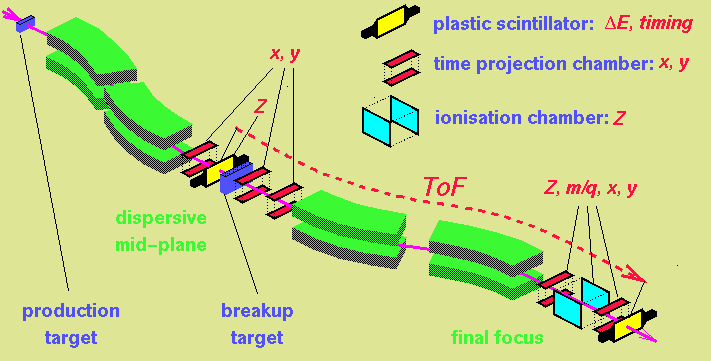 plastic scintillator: ΔE, timing
time projection chamber: x, y
ionisation chamber: Z
x, y
Z
ToF
Z, m/q, x, y
dispersive
mid-plane
production
target
breakup
target
final focus